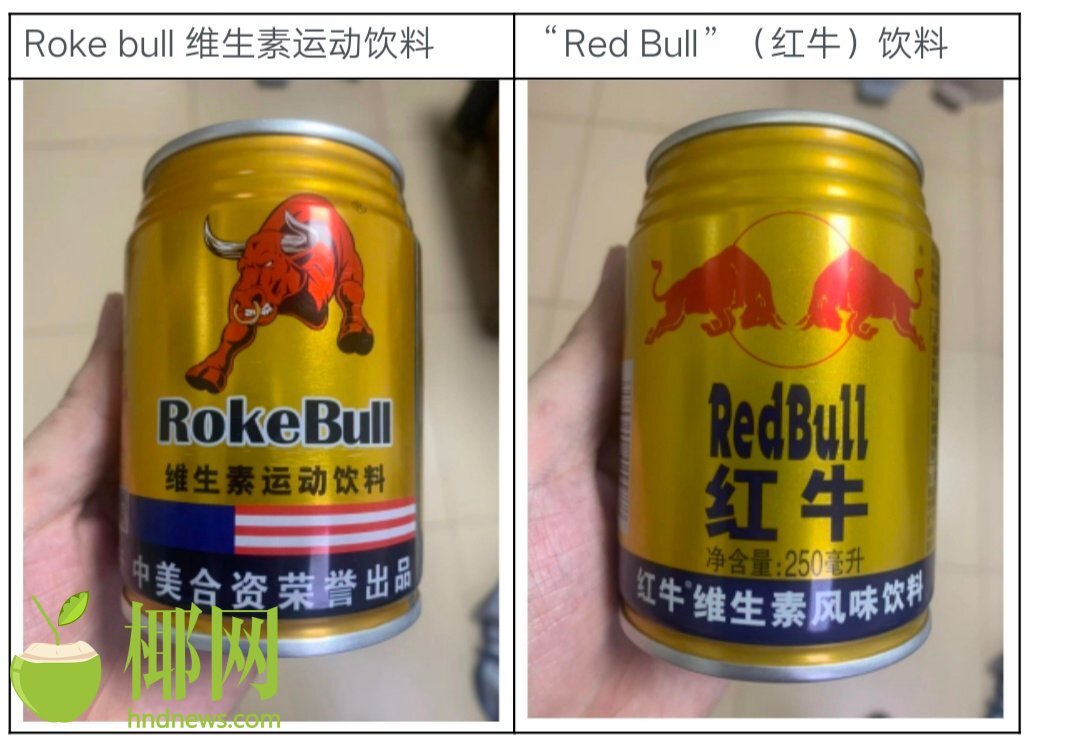 Roke bull 维生素运动饮料
“Red Bull”（红牛）饮料
RokeBull
维生素运动饮料
中美合资荣誉出品
RedBull
红牛
净含量:250毫升
红牛®维生素风味饮料
椰网
hndnews.com